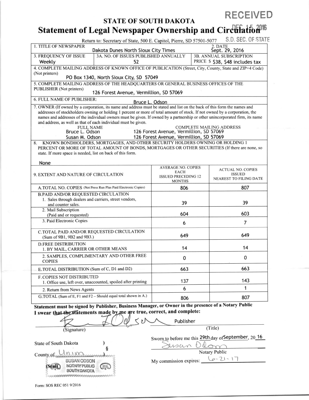 RECEIVED
STATE OF SOUTH DAKOTA
Statement of Legal Newspaper Ownership and Circulation
Return to: Secretary of State, 500 E. Capitol, Pierre, SD 57501-5077
S.D. SEC. OF STATE
1. TITLE OF NEWSPAPER
Dakota Dunes North Sioux City Times
2. DATE
Sept. 29, 2016
3. FREQUENCY OF ISSUE
Weekly
3A. NO. OF ISSUES PUBLISHED ANNUALLY
52
3B. ANNUAL SUBSCRIPTION
PRICE $ $38, $48 includes tax
4. COMPLETE MAILING ADDRESS OF KNOWN OFFICE OF PUBLICATION (Street, City, County, State and ZIP+4 Code)
(Not printers)
PO Box 1340, North Sioux City, SD 57049
5. COMPLETE MAILING ADDRESS OF THE HEADQUARTERS OR GENERAL BUSINESS OFFICES OF THE
PUBLISHER (Not printers)
126 Forest Avenue, Vermillion, SD 57069
6. FULL NAME OF PUBLISHER:
Bruce L. Odson
7. OWNER (If owned by a corporation, its name and address must be stated and listed on the back of this form the names and
addresses of stockholders owning or holding 1 percent or more of total amount of stock. If not owned by a corporation, the
names and addresses of the individual owners must be given. If owned by a partnership or other unincorporated firm, its name
and address, as well as that of each individual must be given.
FULL NAME
COMPLETE MAILING ADDRESS
Bruce L. Odson
126 Forest Avenue, Vermillion, SD 57069
Susan M. Odson
126 Forest Avenue, Vermillion, SD 57069
8. KNOWN BONDHOLDERS, MORTGAGES, AND OTHER SECURITY HOLDERS OWNING OR HOLDING 1
PERCENT OR MORE OF TOTAL AMOUNT OF BONDS, MORTGAGES OR OTHER SECURITIES (If there are none, so
state. If more space is needed, list on back of this form.
None
9. EXTENT AND NATURE OF CIRCULATION
AVERAGE NO. COPIES
EACH
ISSUED PRECEDING 12
MONTHS
ACTUAL NO. COPIES
ISSUED
NEAREST TO FILING DATE
A. TOTAL NO. COPIES (Net Press Run Plus Paid Electronic Copies)
806
807
B. PAID AND/OR REQUESTED CIRCULATION
1. Sales through dealers and carriers, street vendors,
and counter sales.
39
39
2. Mail Subscription
(Paid and or requested)
604
603
3. Paid Electronic Copies
6
7
C. TOTAL PAID AND/OR REQUESTED CIRCULATION
(Sum of 9B1, 9B2 and 9B3.)
649
649
D. FREE DISTRIBUTION
1. BY MAIL, CARRIER OR OTHER MEANS
14
14
2. SAMPLES, COMPLIMENTARY AND OTHER FREE
COPIES
0
0
E. TOTAL DISTRIBUTION (Sum of C, D1 and D2)
663
663
F. COPIES NOT DISTRIBUTED
1. Office use, left over, unaccounted, spoiled after printing
137
143
2. Return from News Agents
6
1
G. TOTAL (Sum of E, F1 and F2 - Should equal total shown in A.)
806
807
Statement must be signed by Publisher, Business Manager, or Owner in the presence of a Notary Public
I swear that the statements made by me are true, correct, and complete:
Publisher
(Signature)
(Title)
Sworn to before me this 29th day of September, 20 16
State of South Dakota )
Susan Odson
§
Notary Public
County of Union )
My commission expires: 6-21-17
SUSAN ODSON
NOTARY PUBLIC
SOUTH DAKOTA